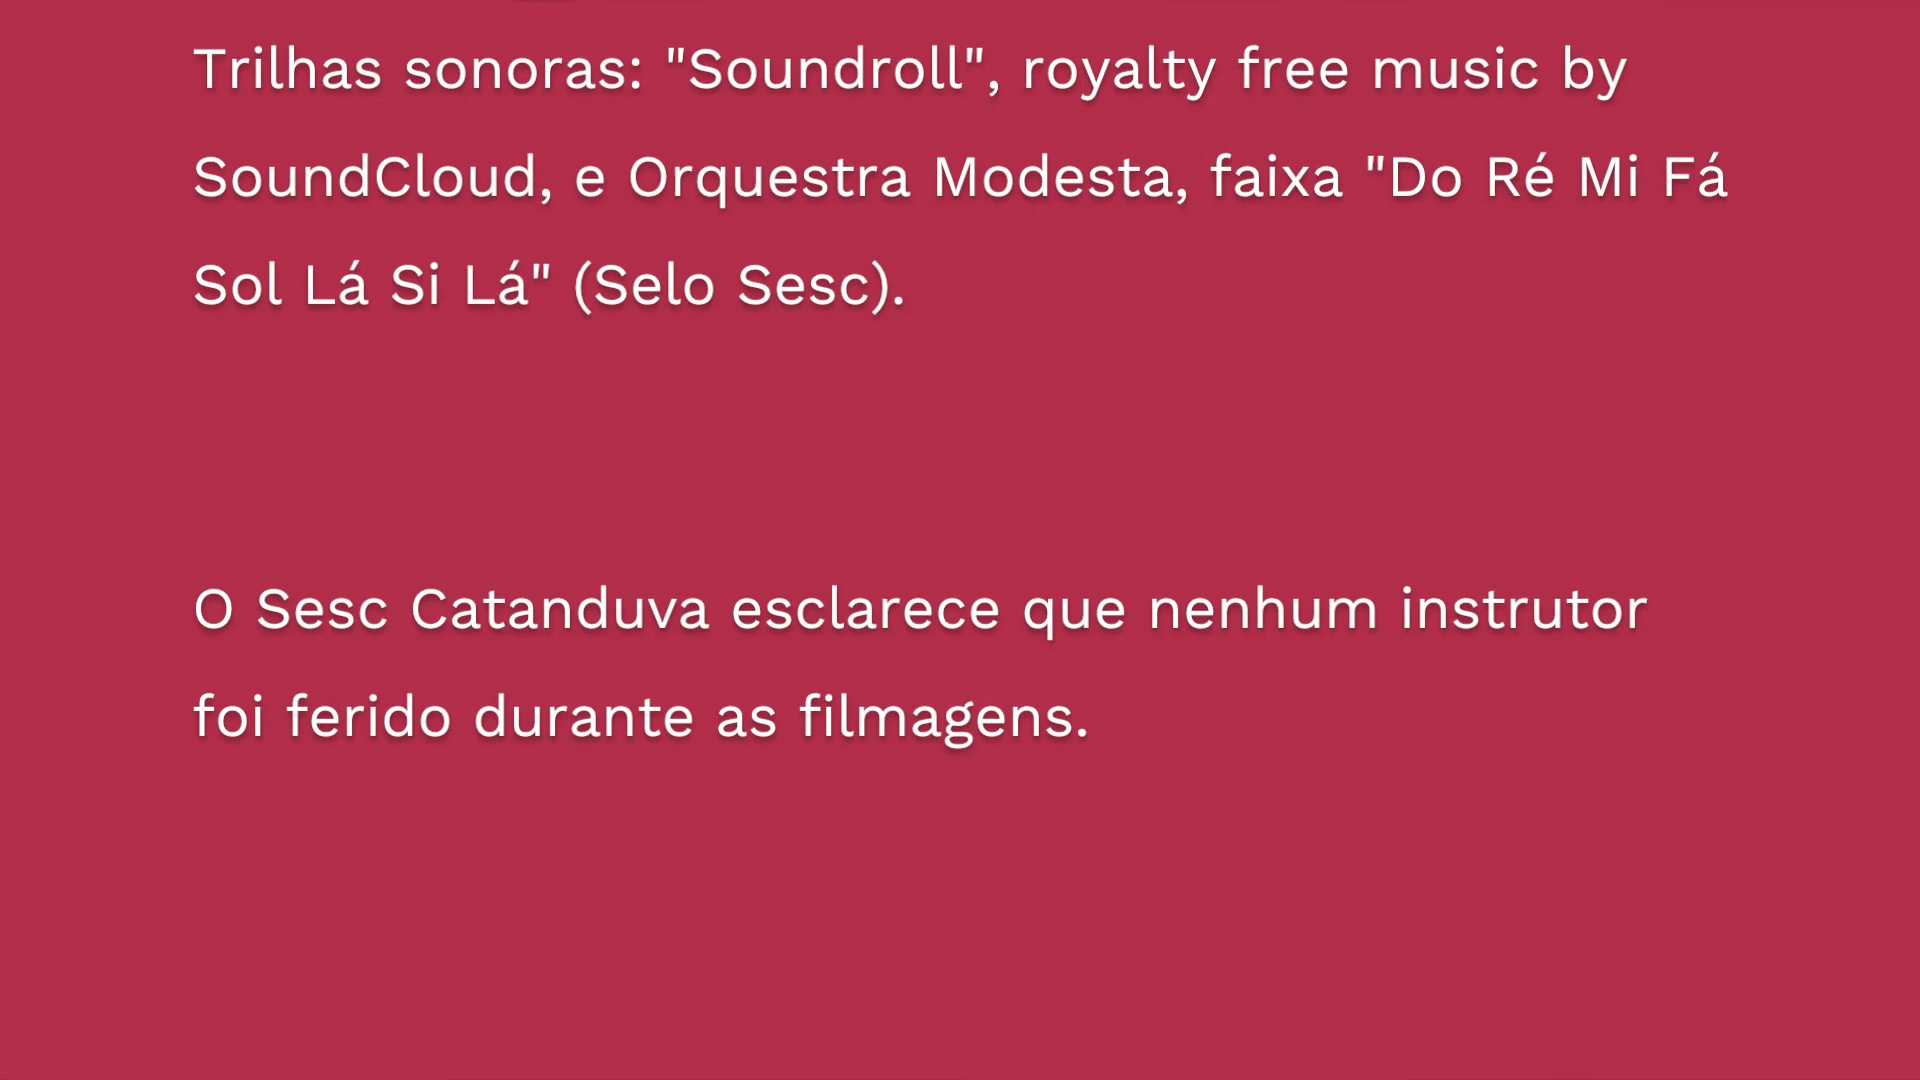 Trilhas sonoras: "Soundroll", royalty free music by
SoundCloud, e Orquestra Modesta, faixa "Do Ré Mi Fá
Sol Lá Si Lá" (Selo Sesc).
O Sesc Catanduva esclarece que nenhum instrutor
foi ferido durante as filmagens.